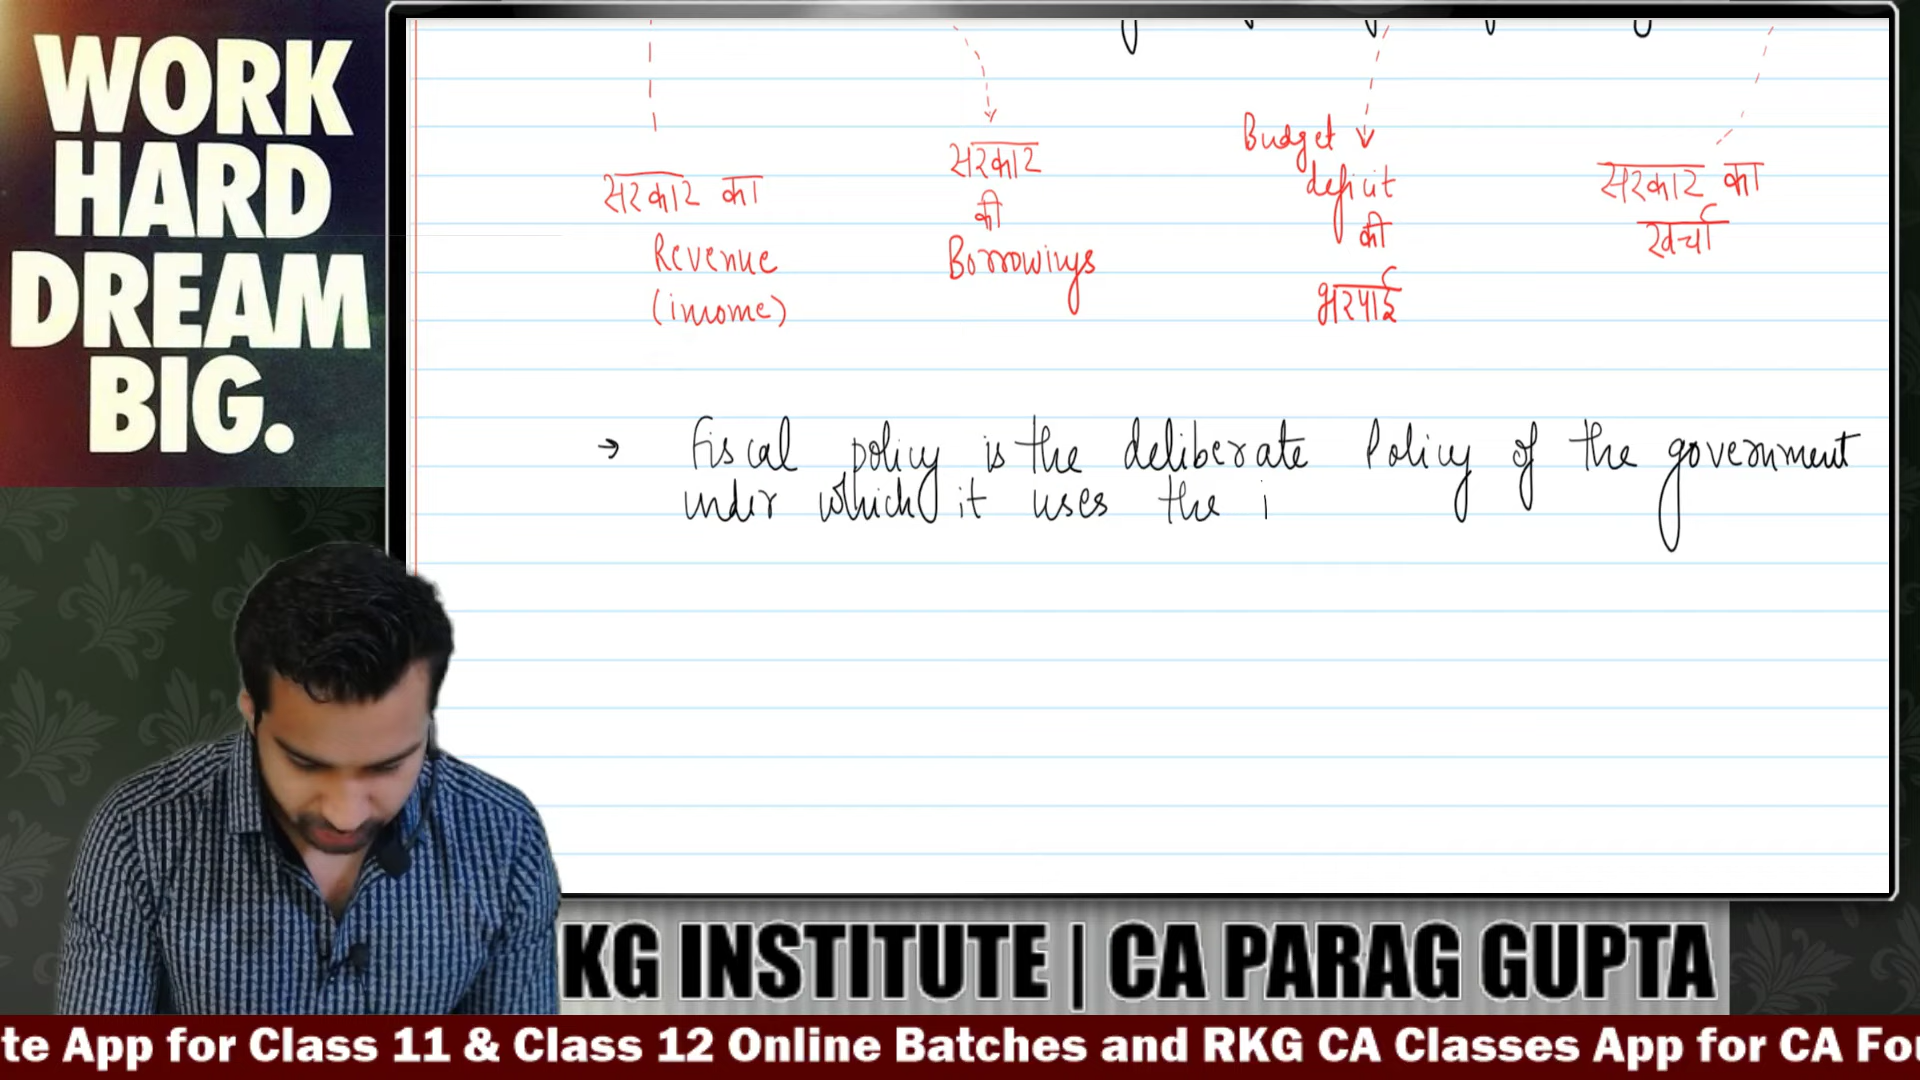 WORK
HARD
DREAM
BIG.
सरकार का
Revenue
(inome)
सरकार
की
Borrowings
Budget
deficit
की
भरपाई
सरकार का
खर्चा
→ Fiscal policy is the deliberate Policy of the government
under which it uses the i
KG INSTITUTE | CA PARAG GUPTA
te App for Class 11 & Class 12 Online Batches and RKG CA Classes App for CA Fou